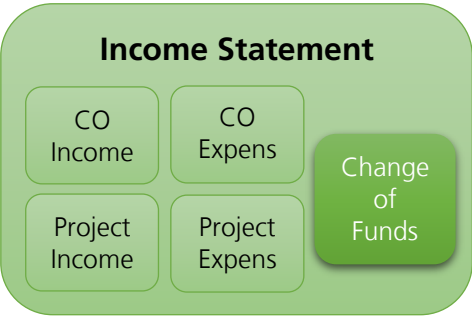 Income Statement
CO
Income
CO
Expens
Change
of
Funds
Project
Income
Project
Expens